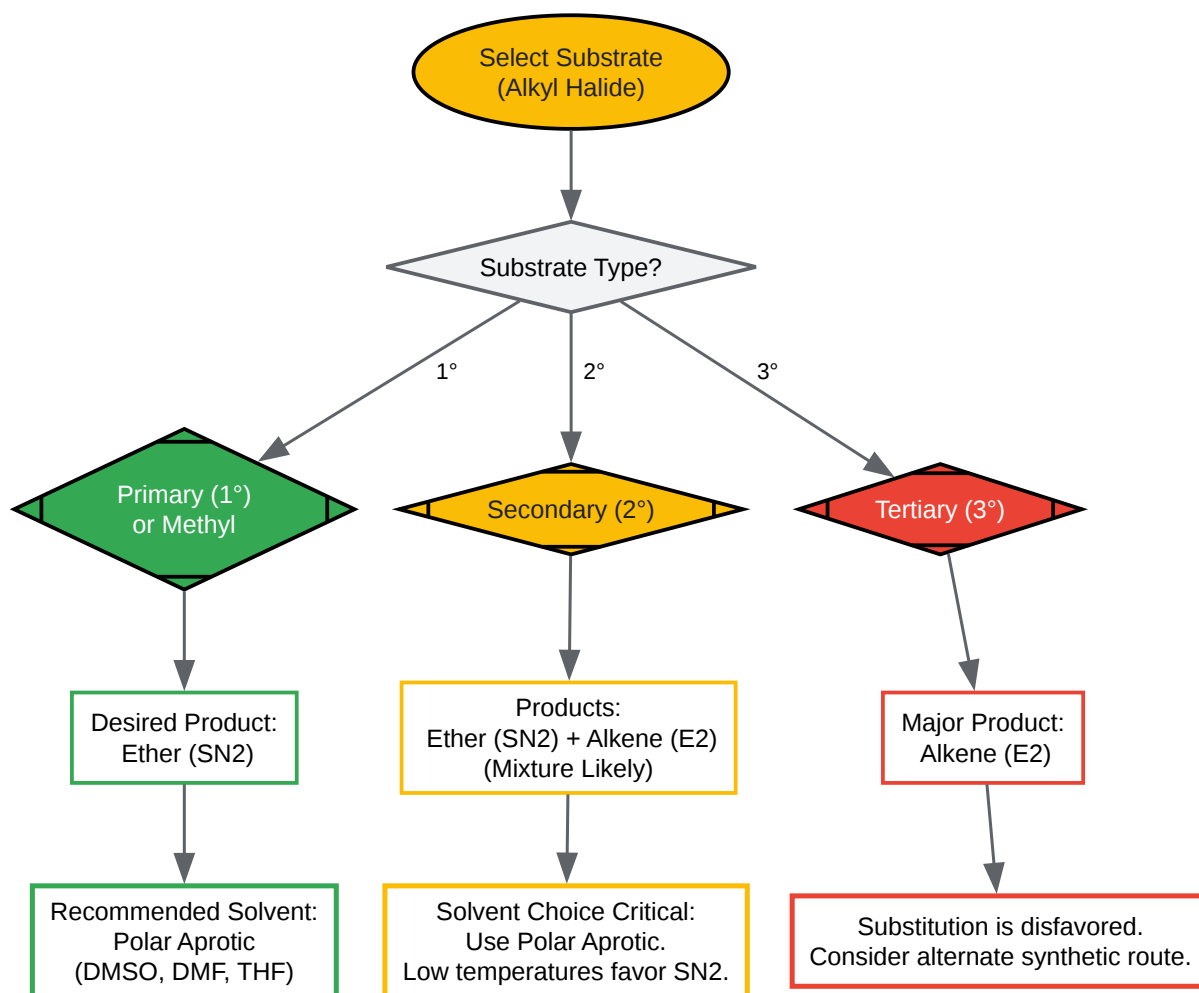 Select Substrate
(Alkyl Halide)
Substrate Type?
1°
2°
3°
Primary (1°)
or Methyl
Secondary (2°)
Tertiary (3°)
Desired Product:
Ether (SN2)
Products:
Ether (SN2) + Alkene (E2)
(Mixture Likely)
Major Product:
Alkene (E2)
Recommended Solvent:
Polar Aprotic
(DMSO, DMF, THF)
Solvent Choice Critical:
Use Polar Aprotic.
Low temperatures favor SN2.
Substitution is disfavored.
Consider alternate synthetic route.